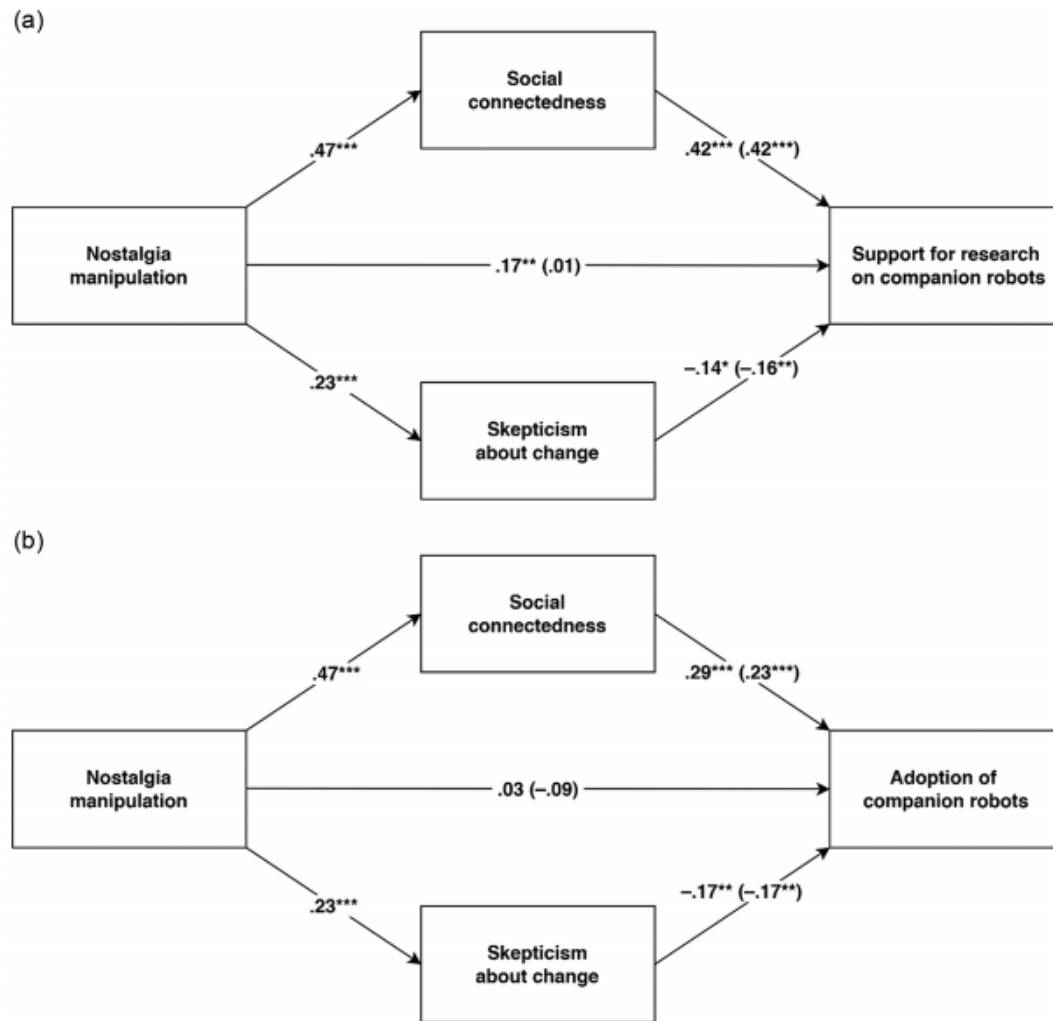 (a)
Social
connectedness
.47***
.42*** (.42***)
Nostalgia
manipulation
.17** (.01)
Support for research
on companion robots
.23***
–.14* (–.16**)
Skepticism
about change
(b)
Social
connectedness
.47***
.29*** (.23***)
Nostalgia
manipulation
.03 (–.09)
Adoption of
companion robots
.23***
–.17** (–.17**)
Skepticism
about change